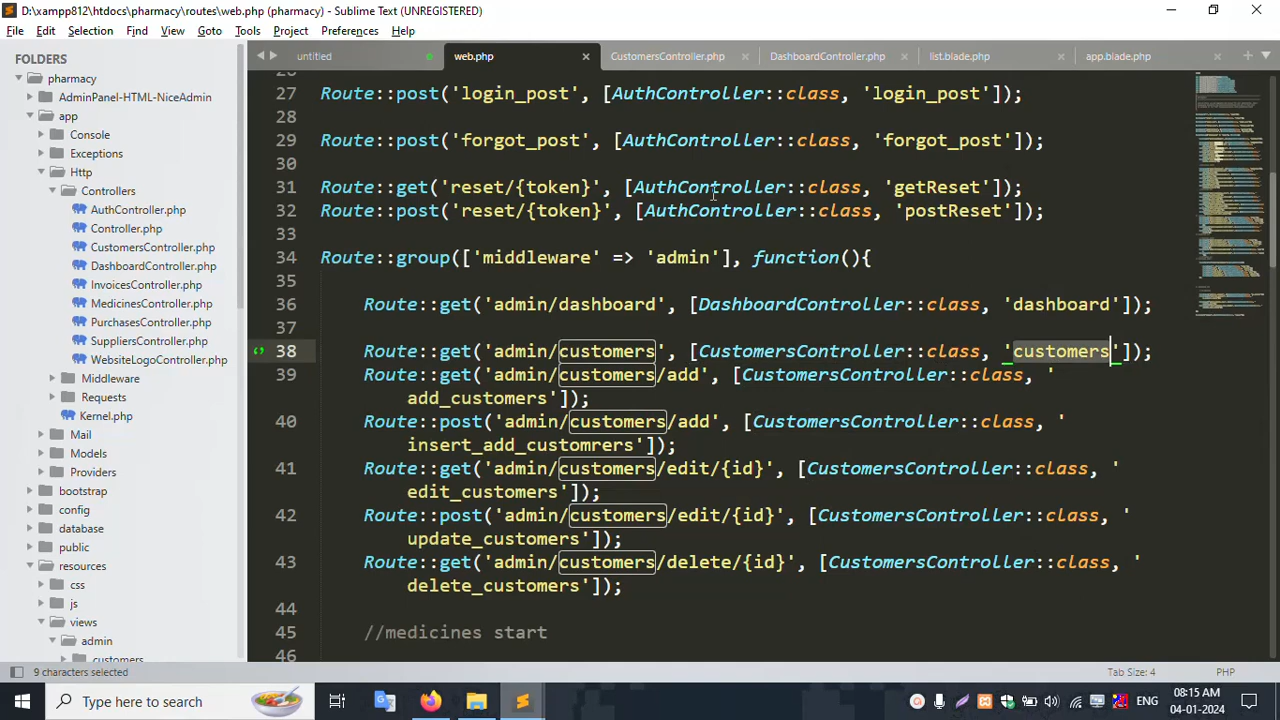 D:\xampp812\htdocs\pharmacy\routes\web.php (pharmacy) - Sublime Text (UNREGISTERED)
File Edit Selection Find View Goto Tools Project Preferences Help
FOLDERS
pharmacy
AdminPanel-HTML-NiceAdmin
app
Console
Exceptions
Http
Controllers
AuthController.php
Controller.php
CustomersController.php
DashboardController.php
InvoicesController.php
MedicinesController.php
PurchasesController.php
SuppliersController.php
WebsiteLogoController.php
Middleware
Requests
Kernel.php
Mail
Models
Providers
bootstrap
config
database
public
resources
css
js
views
admin
customers
untitled web.php CustomersController.php DashboardController.php list.blade.php app.blade.php
26
27 Route::post('login_post', [AuthController::class, 'login_post']);
28
29 Route::post('forgot_post', [AuthController::class, 'forgot_post']);
30
31 Route::get('reset/{token}', [AuthController::class, 'getReset']);
32 Route::post('reset/{token}', [AuthController::class, 'postReset']);
33
34 Route::group(['middleware' => 'admin'], function(){
35
36 Route::get('admin/dashboard', [DashboardController::class, 'dashboard']);
37
38 Route::get('admin/customers', [CustomersController::class, 'customers']);
39 Route::get('admin/customers/add', [CustomersController::class, '
add_customers']);
40 Route::post('admin/customers/add', [CustomersController::class, '
insert_add_customrers']);
41 Route::get('admin/customers/edit/{id}', [CustomersController::class, '
edit_customers']);
42 Route::post('admin/customers/edit/{id}', [CustomersController::class, '
update_customers']);
43 Route::get('admin/customers/delete/{id}', [CustomersController::class, '
delete_customers']);
44
45 //medicines start
46
9 characters selected Tab Size: 4 PHP
Type here to search ENG 08:15 AM
04-01-2024